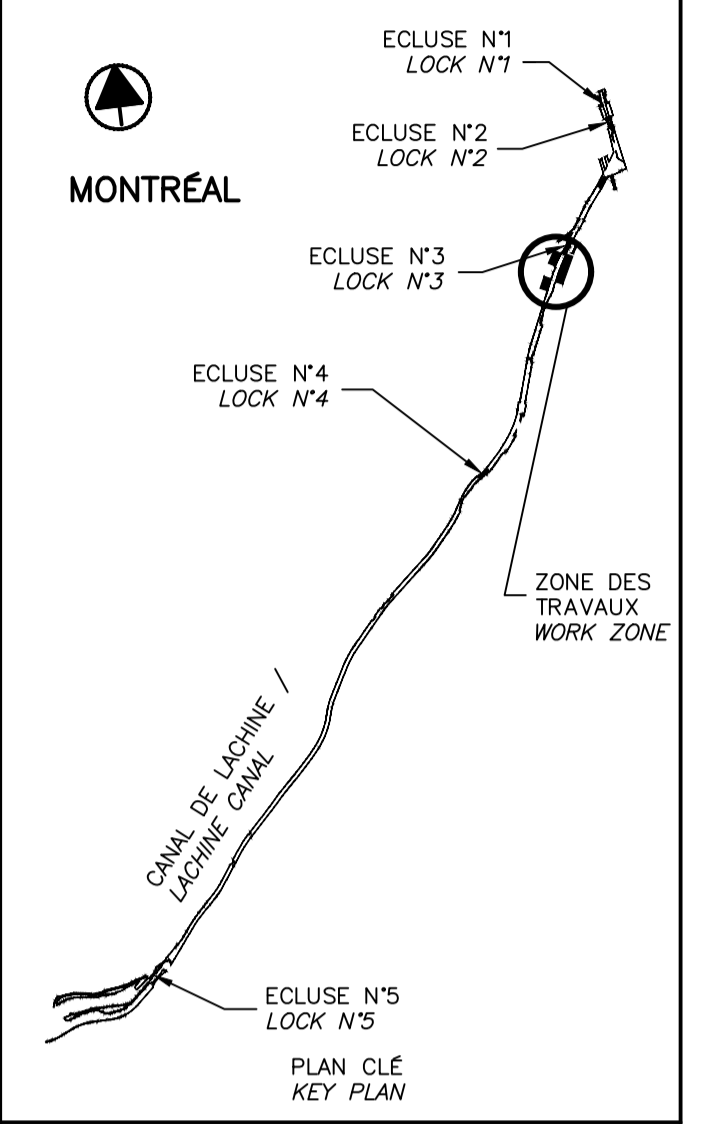 ECLUSE N°1
LOCK N°1
ECLUSE N°2
LOCK N°2
MONTRÉAL
ECLUSE N°3
LOCK N°3
ECLUSE N°4
LOCK N°4
ZONE DES
TRAVAUX
WORK ZONE
CANAL DE LACHINE /
LACHINE CANAL
ECLUSE N°5
LOCK N°5
PLAN CLÉ
KEY PLAN